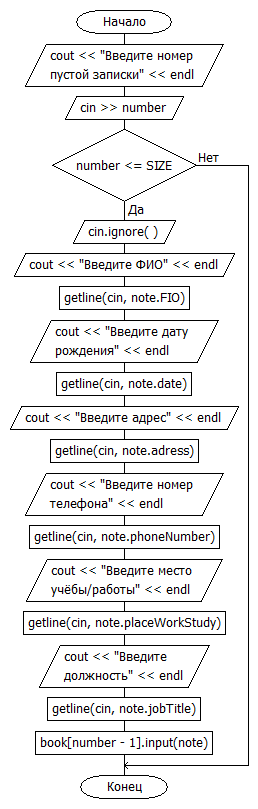 Начало
cout << "Введите номер
пустой записки" << endl
cin >> number
number <= SIZE
Нет
Да
cin.ignore( )
cout << "Введите ФИО" << endl
getline(cin, note.FIO)
cout << "Введите дату
рождения" << endl
getline(cin, note.date)
cout << "Введите адрес" << endl
getline(cin, note.adress)
cout << "Введите номер
телефона" << endl
getline(cin, note.phoneNumber)
cout << "Введите место
учёбы/работы" << endl
getline(cin, note.placeWorkStudy)
cout << "Введите
должность" << endl
getline(cin, note.jobTitle)
book[number - 1].input(note)
Конец